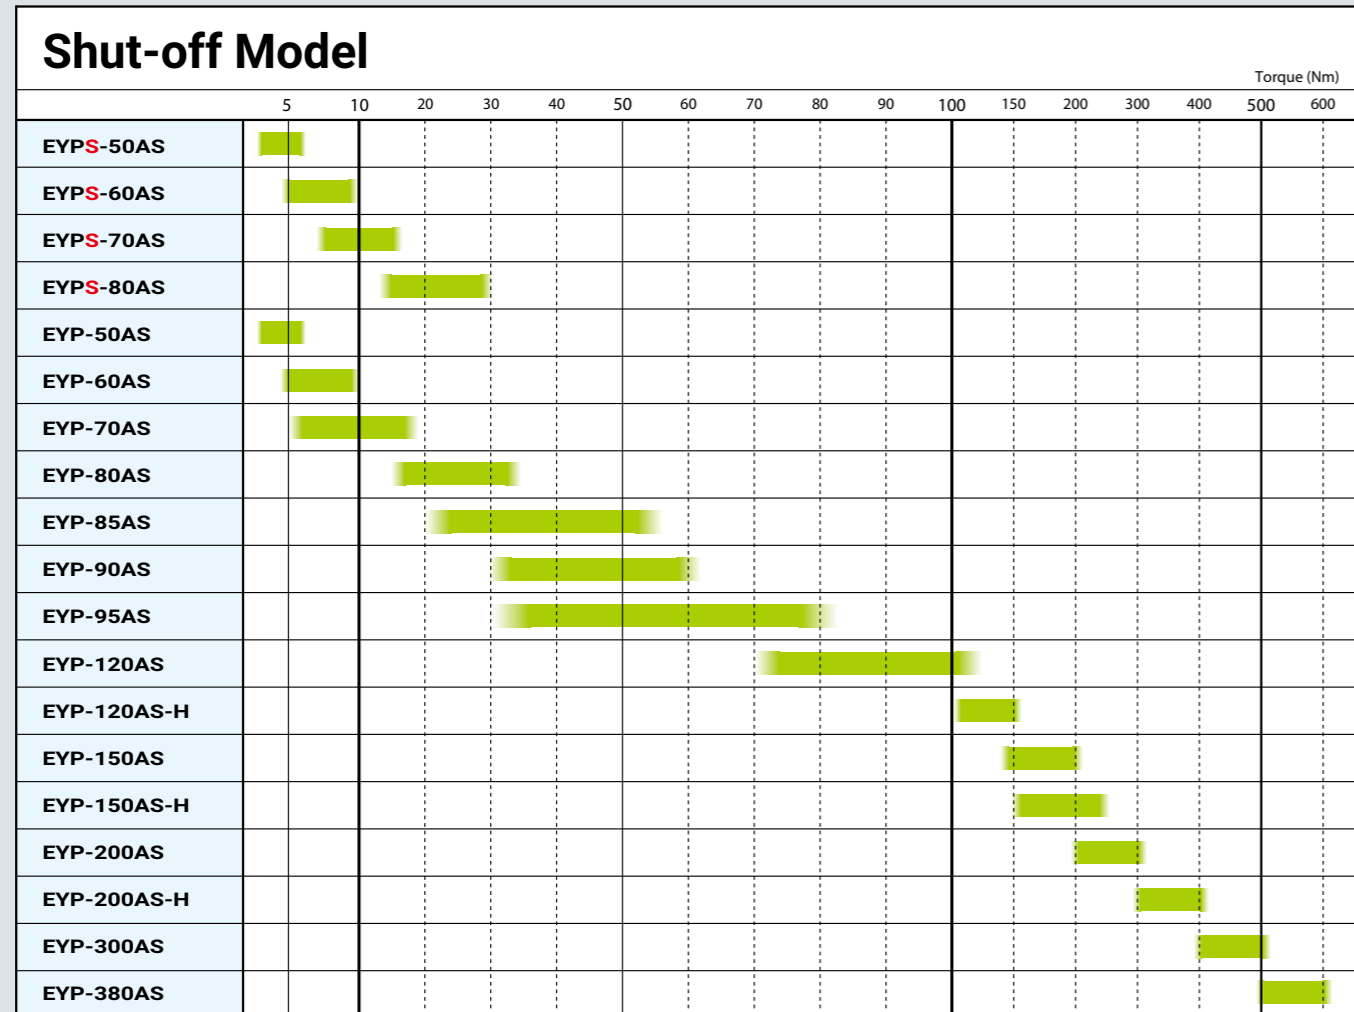 Shut-off Model
Torque (Nm)
5 10 20 30 40 50 60 70 80 90 100 150 200 300 400 500 600
EYPS-50AS
EYPS-60AS
EYPS-70AS
EYPS-80AS
EYP-50AS
EYP-60AS
EYP-70AS
EYP-80AS
EYP-85AS
EYP-90AS
EYP-95AS
EYP-120AS
EYP-120AS-H
EYP-150AS
EYP-150AS-H
EYP-200AS
EYP-200AS-H
EYP-300AS
EYP-380AS